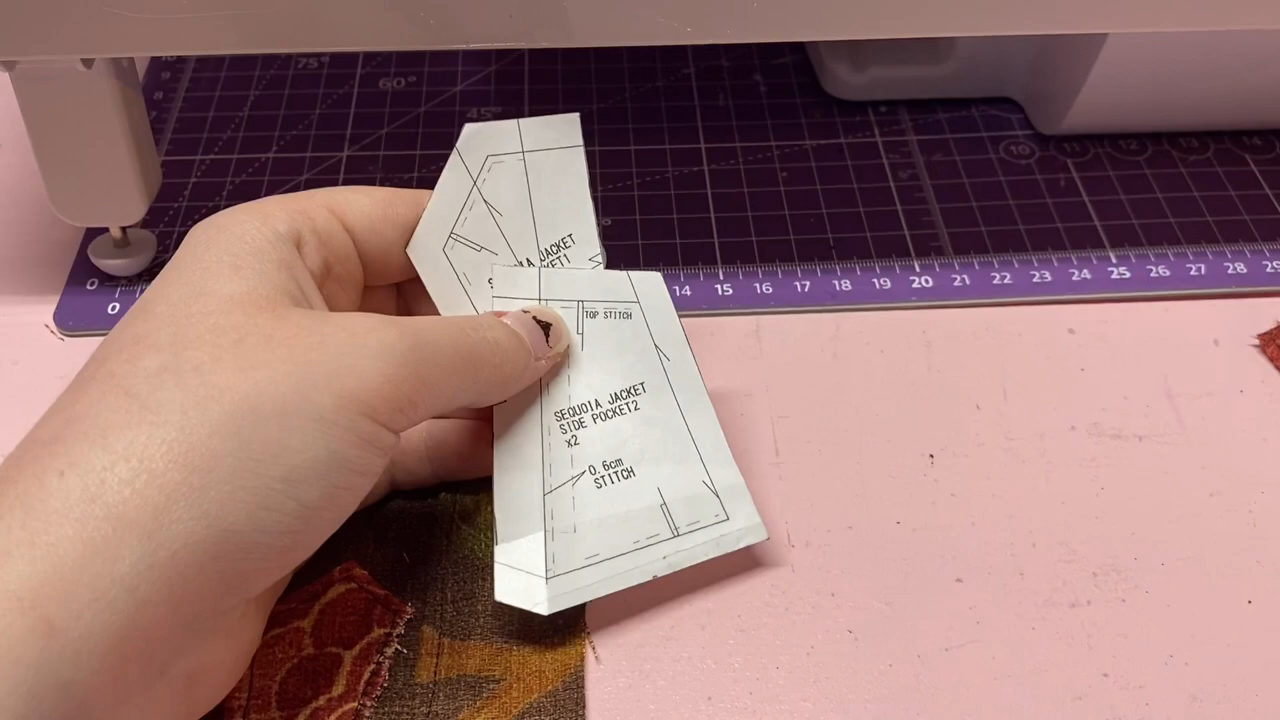 75°
60°
45°
10 11 12 13 14
JACKET
TOP STITCH
SEQUOIA JACKET
SIDE POCKET2
x2
0.6cm
STITCH
0
0
14 15 16 17 18 19 20 21 22 23 24 25 26 27 28 29